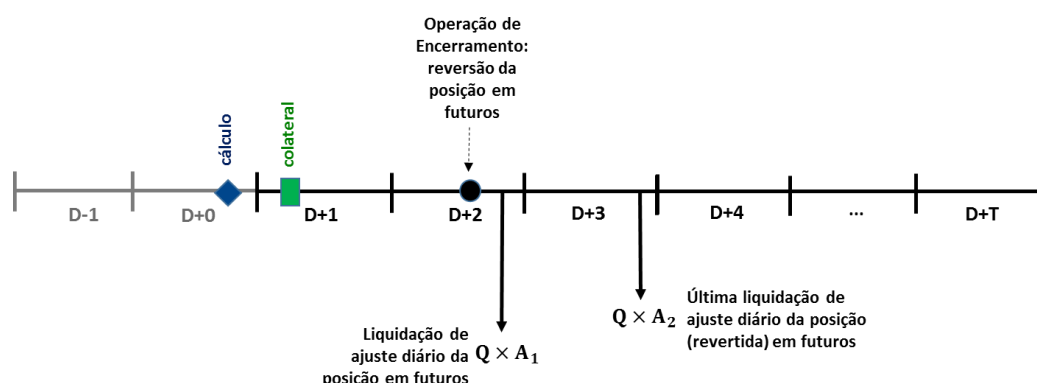 Operação de
Encerramento:
reversão da
posição em
futuros
cálculo
colateral
D-1
D+0
D+1
D+2
D+3
D+4
...
D+T
Liquidação de
ajuste diário da
posição em futuros
Q × A₁
Q × A₂
Última liquidação de
ajuste diário da posição
(revertida) em futuros